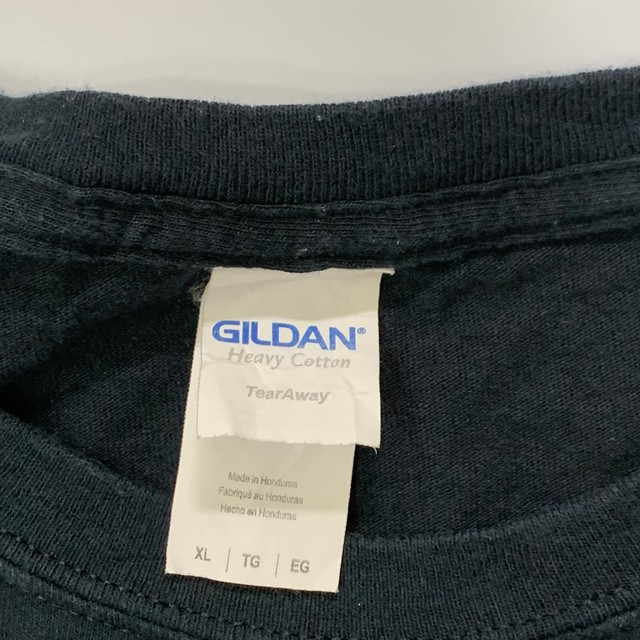 GILDAN®
Heavy Cotton
TearAway
Made in Honduras
Fabriqué au Honduras
Hecho en Honduras
XL | TG | EG